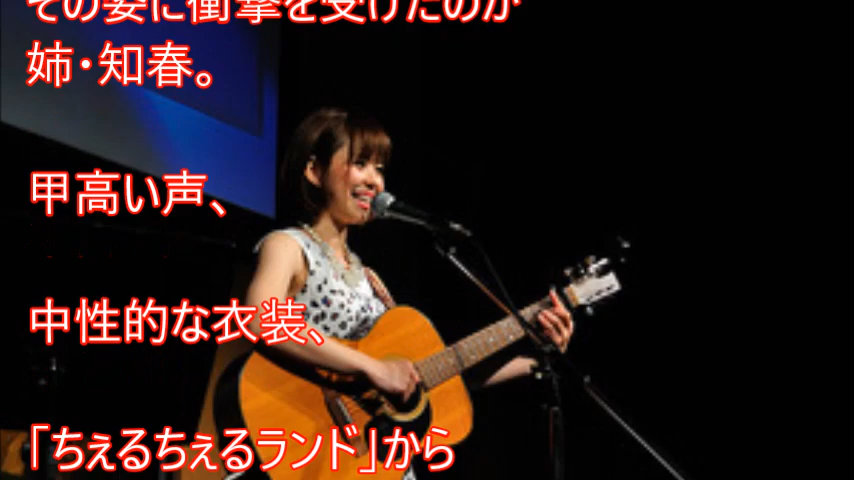 その姿に衝撃を受けたのが
姉・知春。
甲高い声、
中性的な衣装、
「ちぇるちぇるランド」から